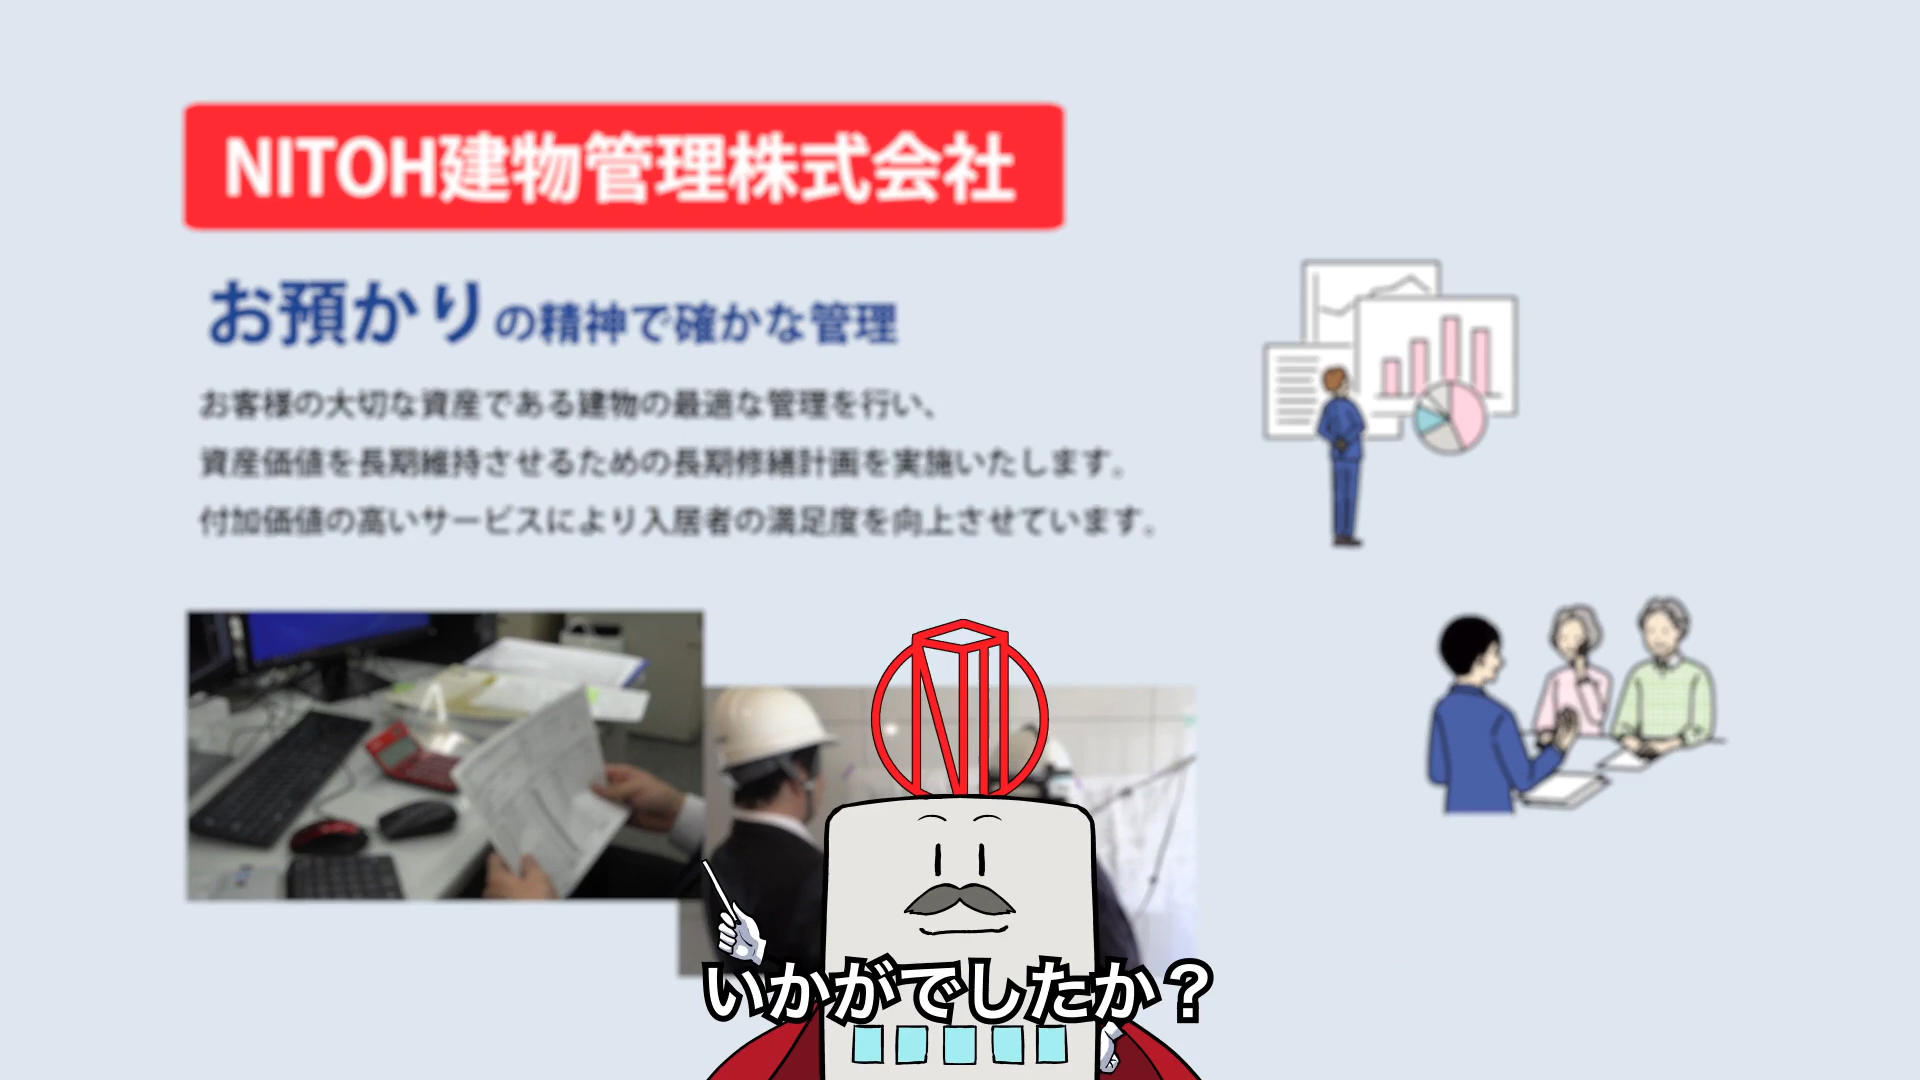 NITOH建物管理株式会社
お預かりの精神で確かな管理
お客様の大切な資産である建物の最適な管理を行い、
資産価値を長期維持させるための長期修繕計画を実施いたします。
付加価値の高いサービスにより入居者の満足度を向上させています。
NI
いかがでしたか？